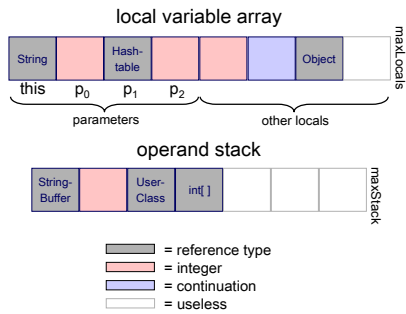 local variable array
String
Hash-
table
Object
maxLocals
this p0 p1 p2
parameters
other locals
operand stack
String-
Buffer
User-
Class
int[ ]
maxStack
= reference type
= integer
= continuation
= useless